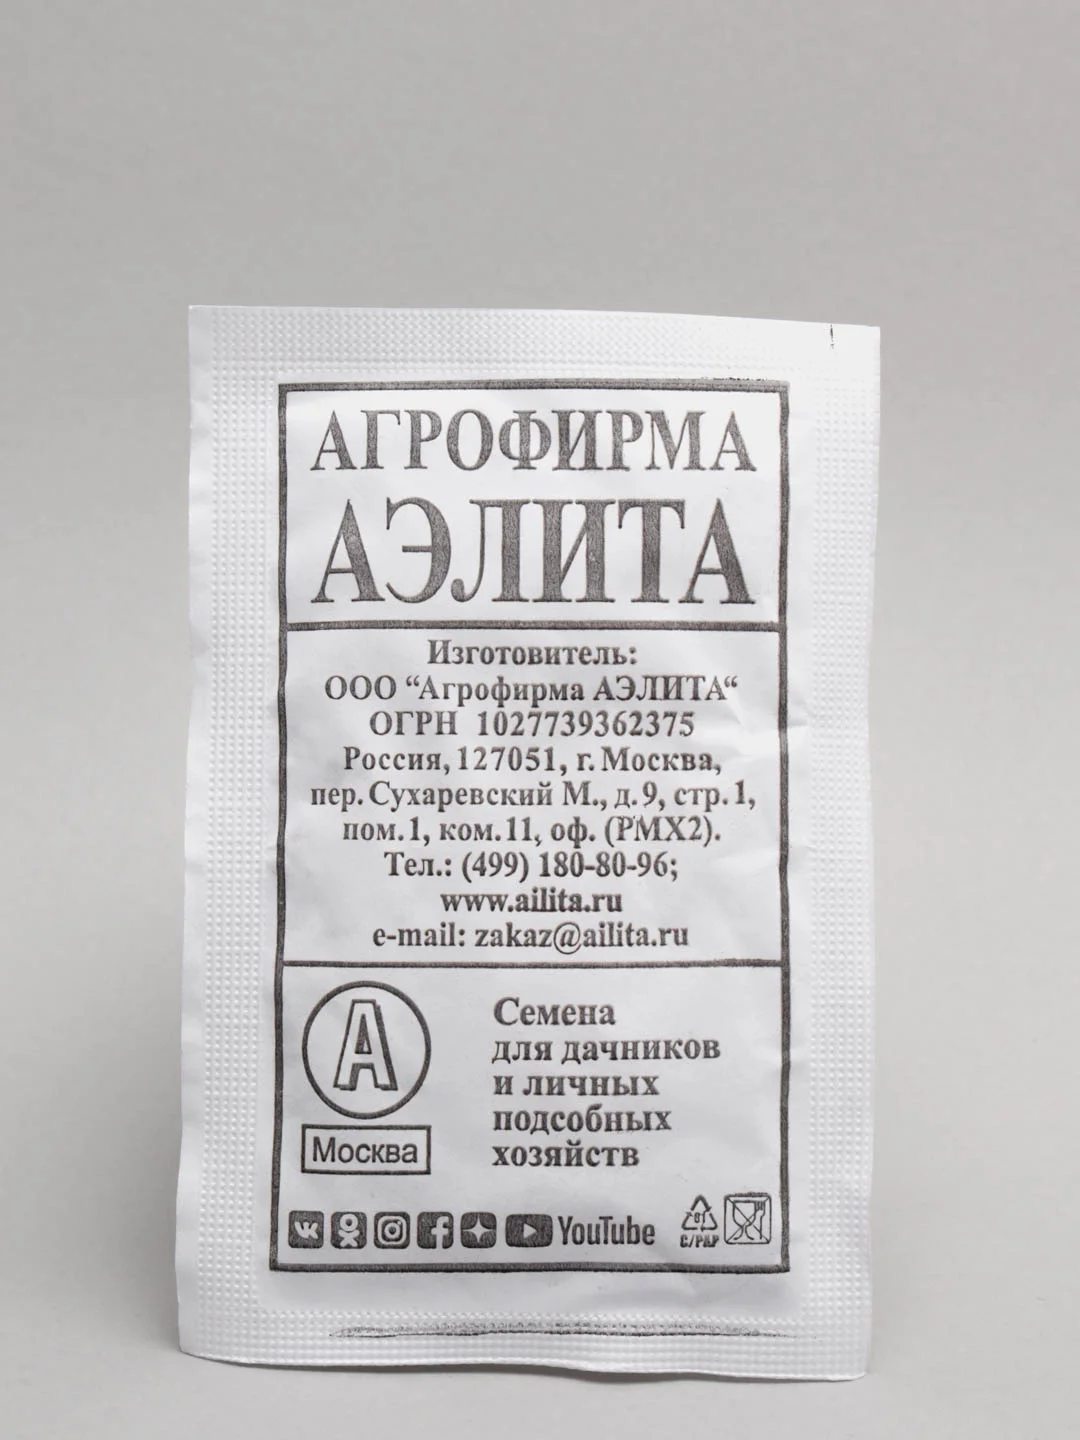 АГРОФИРМА
АЭЛИТА
Изготовитель:
ООО “Агрофирма АЭЛИТА“
ОГРН 1027739362375
Россия, 127051, г. Москва,
пер. Сухаревский М., д. 9, стр. 1,
пом. 1, ком. 11, оф. (РМХ2).
Тел.: (499) 180-80-96;
www.ailita.ru
e-mail: zakaz@ailita.ru
А
Москва
Семена
для дачников
и личных
подсобных
хозяйств
YouTube
81
C/PAP